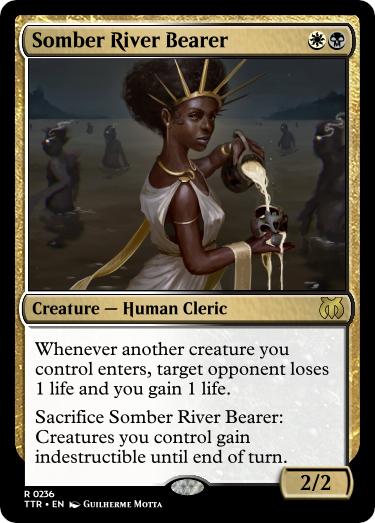 Somber River Bearer
Creature — Human Cleric
Whenever another creature you
control enters, target opponent loses
1 life and you gain 1 life.
Sacrifice Somber River Bearer:
Creatures you control gain
indestructible until end of turn.
2/2
R 0236
TTR • EN Guilherme Motta